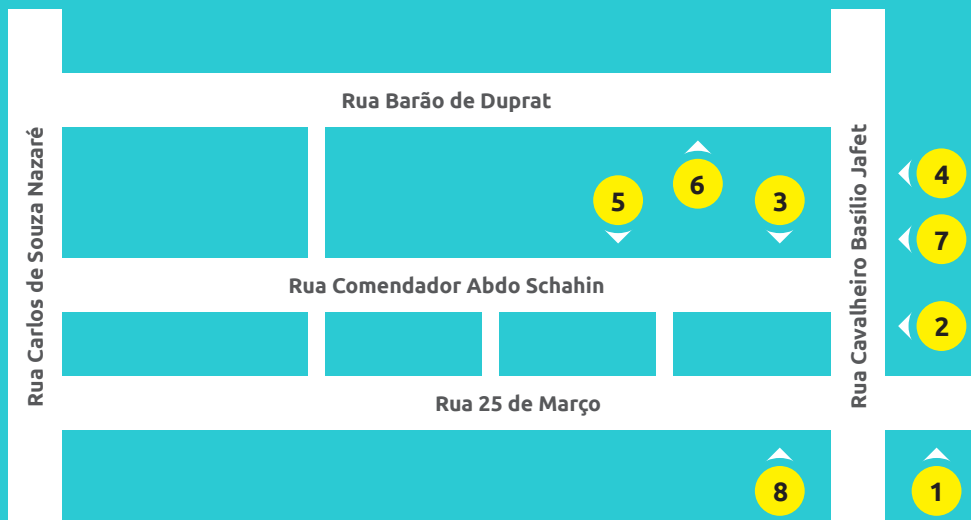 Rua Barão de Duprat
Rua Carlos de Souza Nazaré
Rua Cavalheiro Basílio Jafet
4
6
5
3
7
Rua Comendador Abdo Schahin
2
Rua 25 de Março
8
1